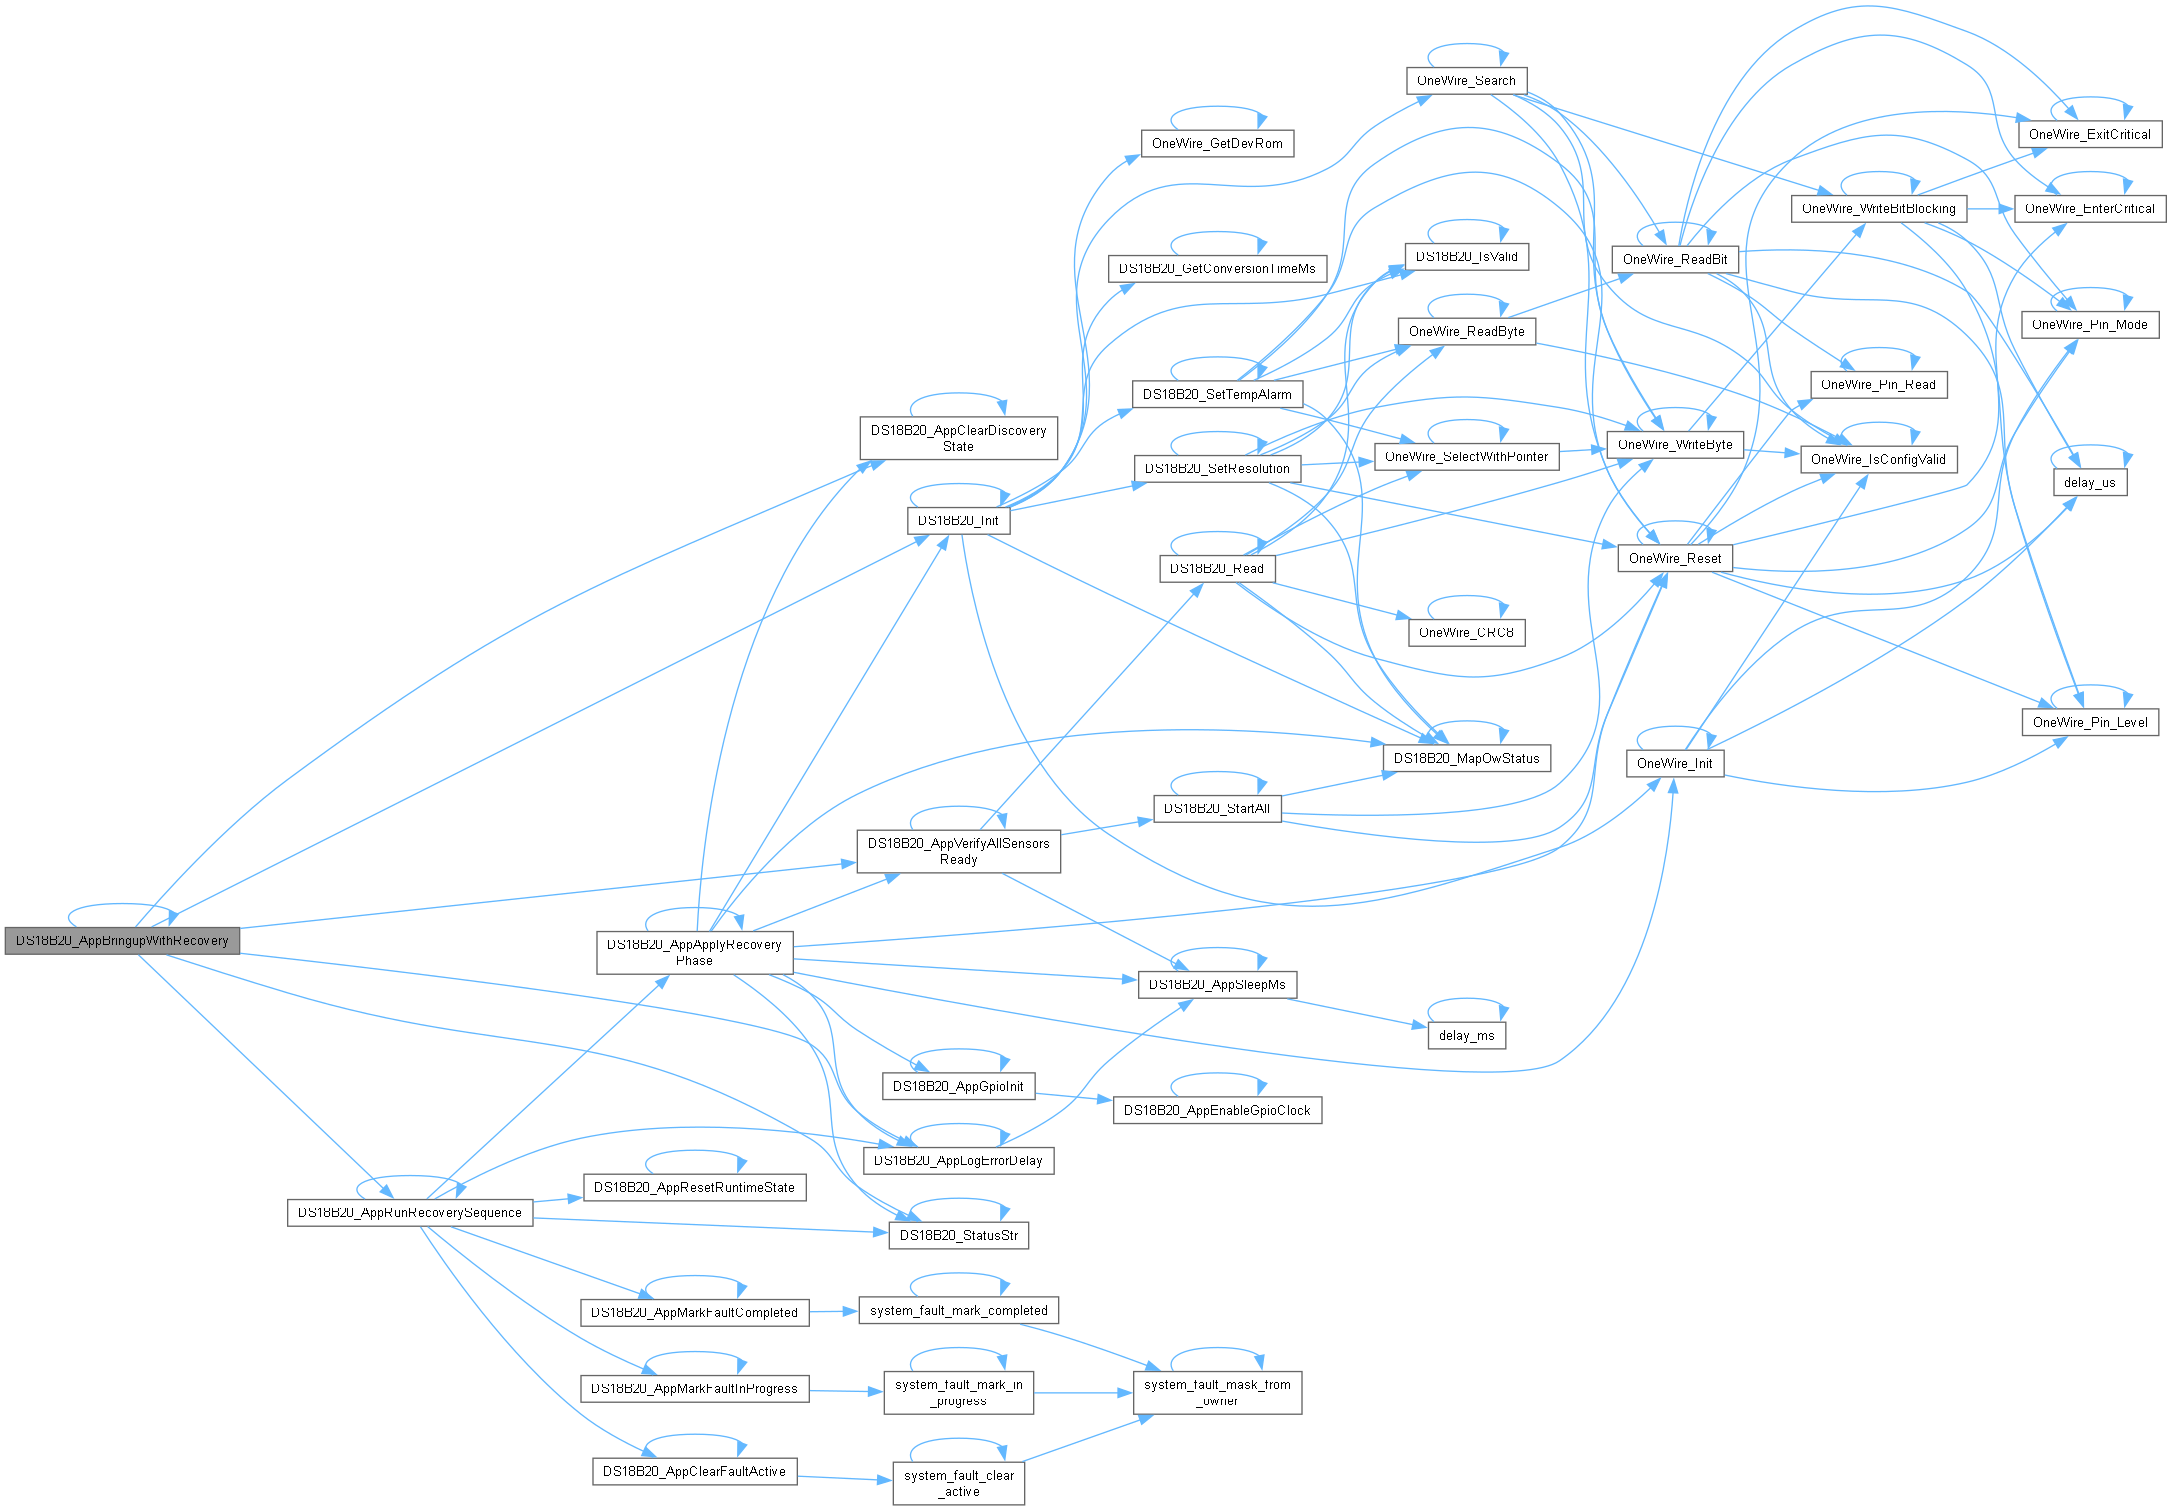 OneWire_Search
OneWire_GetDevRom
OneWire_ExitCritical
OneWire_WriteBitBlocking
OneWire_EnterCritical
DS18B20_IsValid
OneWire_ReadBit
DS18B20_GetConversionTimeMs
OneWire_ReadByte
OneWire_Pin_Mode
OneWire_Pin_Read
DS18B20_SetTempAlarm
DS18B20_AppClearDiscovery
State
OneWire_WriteByte
OneWire_SelectWithPointer
OneWire_IsConfigValid
DS18B20_SetResolution
delay_us
DS18B20_Init
OneWire_Reset
DS18B20_Read
OneWire_CRC8
OneWire_Pin_Level
DS18B20_MapOwStatus
OneWire_Init
DS18B20_StartAll
DS18B20_AppVerifyAllSensors
Ready
DS18B20_AppBringupWithRecovery
DS18B20_AppApplyRecovery
Phase
DS18B20_AppSleepMs
delay_ms
DS18B20_AppGpioInit
DS18B20_AppEnableGpioClock
DS18B20_AppLogErrorDelay
DS18B20_AppResetRuntimeState
DS18B20_AppRunRecoverySequence
DS18B20_StatusStr
DS18B20_AppMarkFaultCompleted
system_fault_mark_completed
DS18B20_AppMarkFaultInProgress
system_fault_mark_in
_progress
system_fault_mask_from
_owner
DS18B20_AppClearFaultActive
system_fault_clear
_active